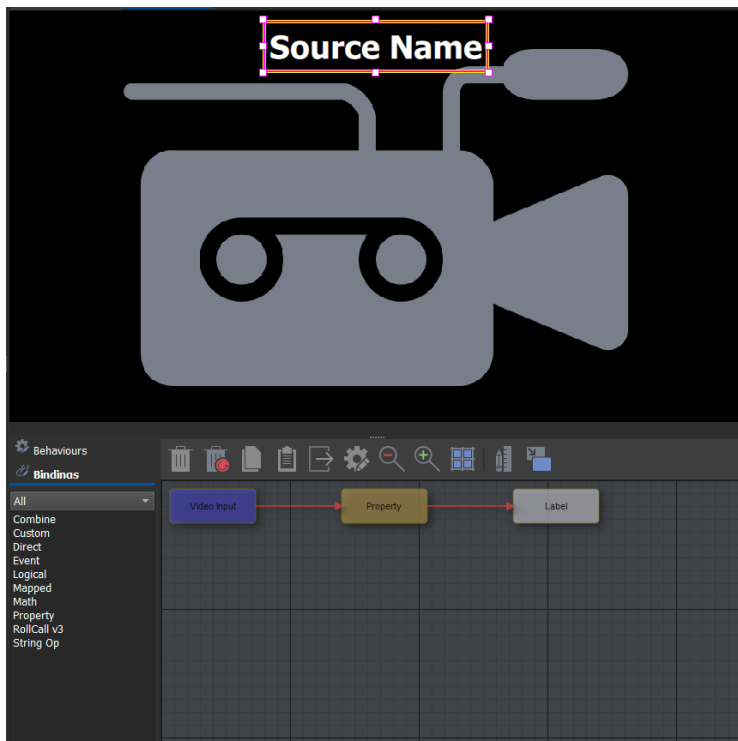 Source Name
Behaviours
Bindings
All
Combine
Custom
Direct
Event
Logical
Mapped
Math
Property
RollCall v3
String Op
Video Input
Property
Label